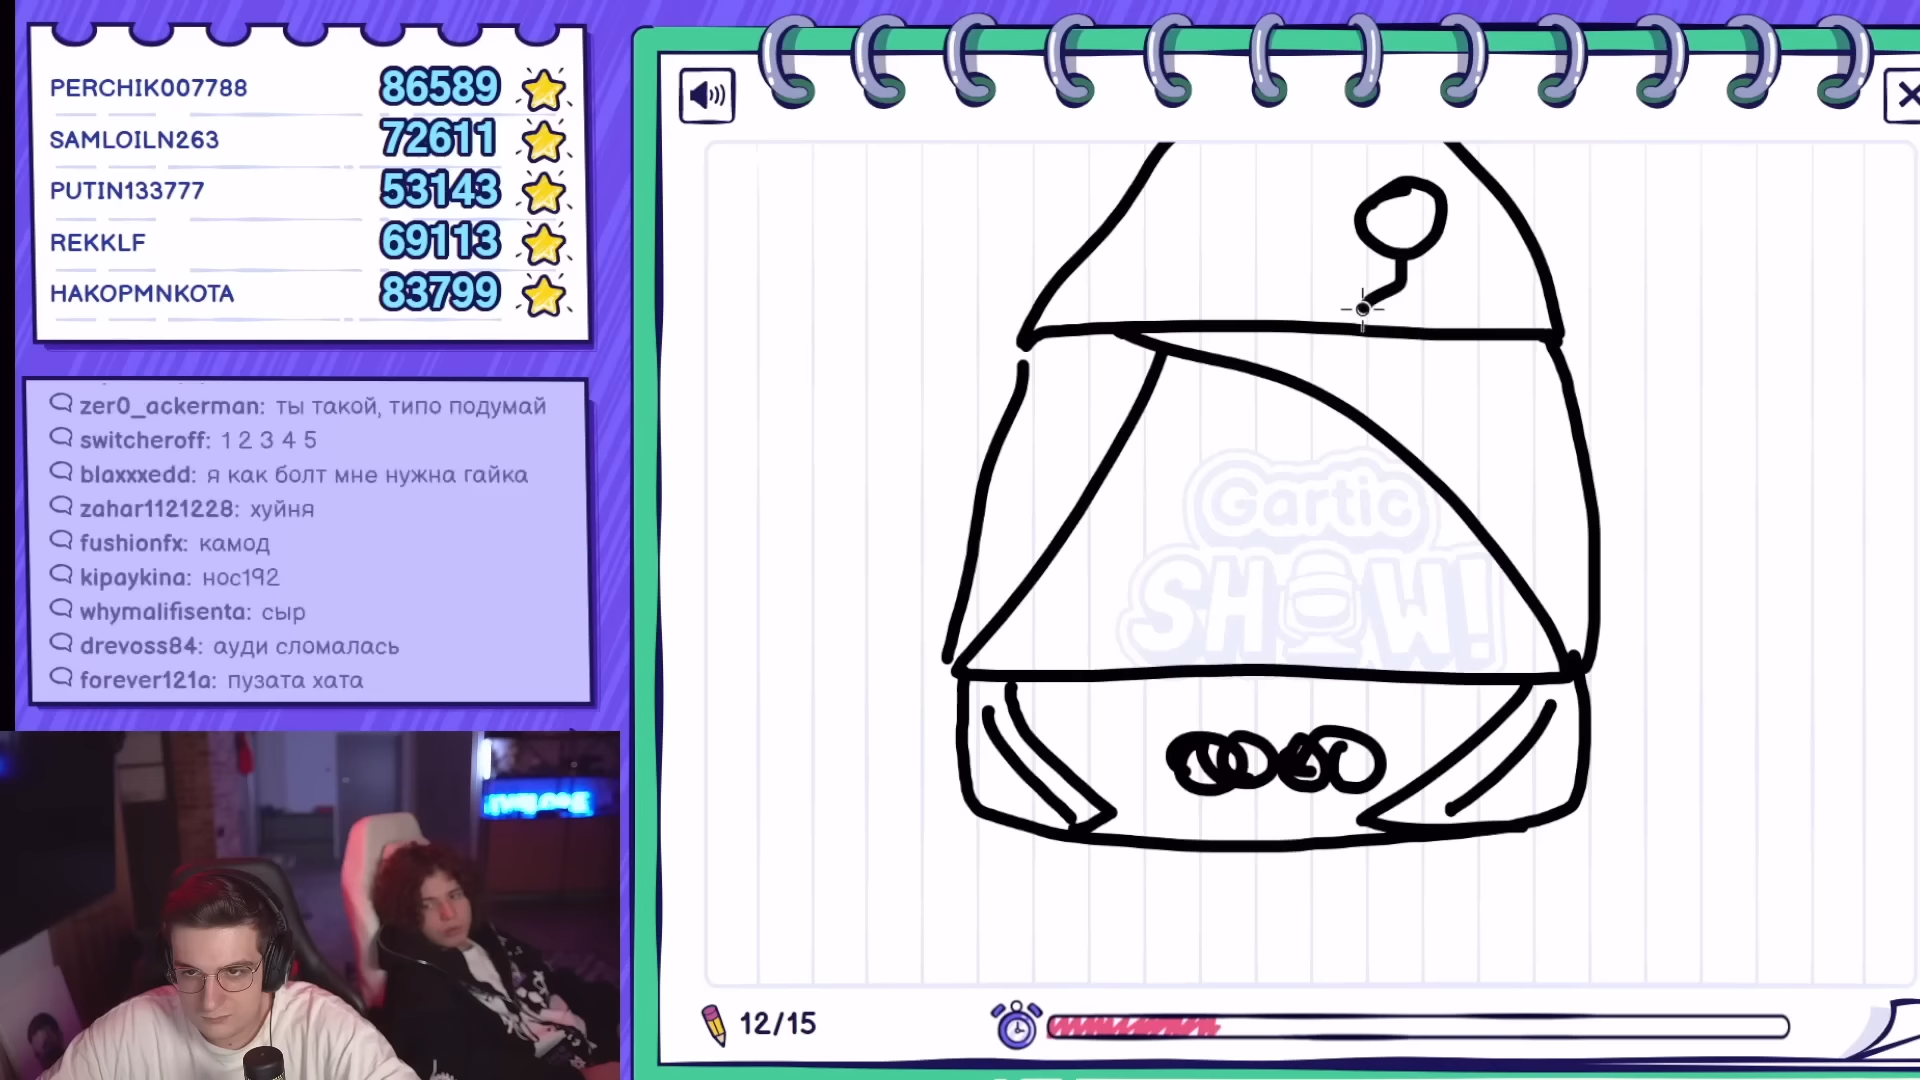 PERCHIK007788 86589
SAMLOILN263 72611
PUTIN133777 53143
REKKLF 69113
HAKOPMNKOTA 83799
zer0_ackerman: ты такой, типо подумай
switcheroff: 1 2 3 4 5
blaxxxedd: я как болт мне нужна гайка
zahar1121228: хуйня
fushionfx: камод
kipaykina: нос192
whymalifisenta: сыр
drevoss84: ауди сломалась
forever121a: пузата хата
Gartic
SHOW!
12/15